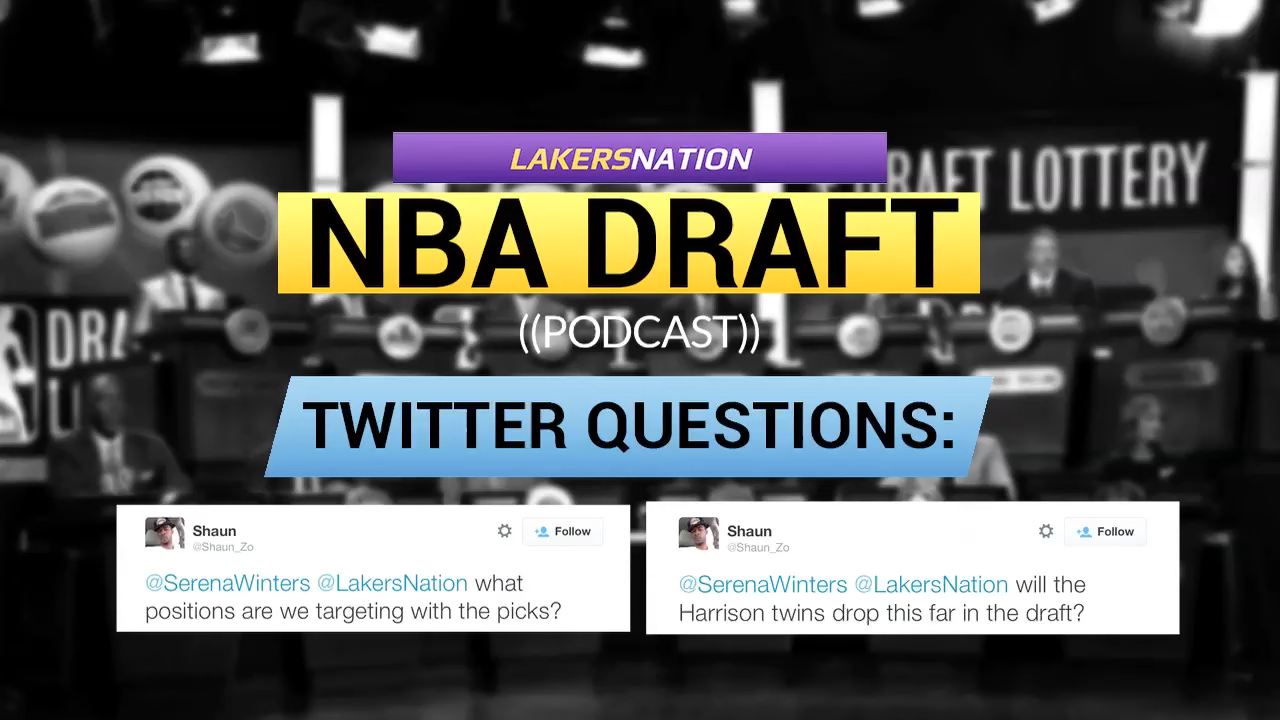 LAKERSNATION
DRAFT LOTTERY
NBA DRAFT
((PODCAST))
TWITTER QUESTIONS:
Shaun
@Shaun_Zo
Follow
@SerenaWinters @LakersNation what
positions are we targeting with the picks?
Shaun
@Shaun_Zo
Follow
@SerenaWinters @LakersNation will the
Harrison twins drop this far in the draft?